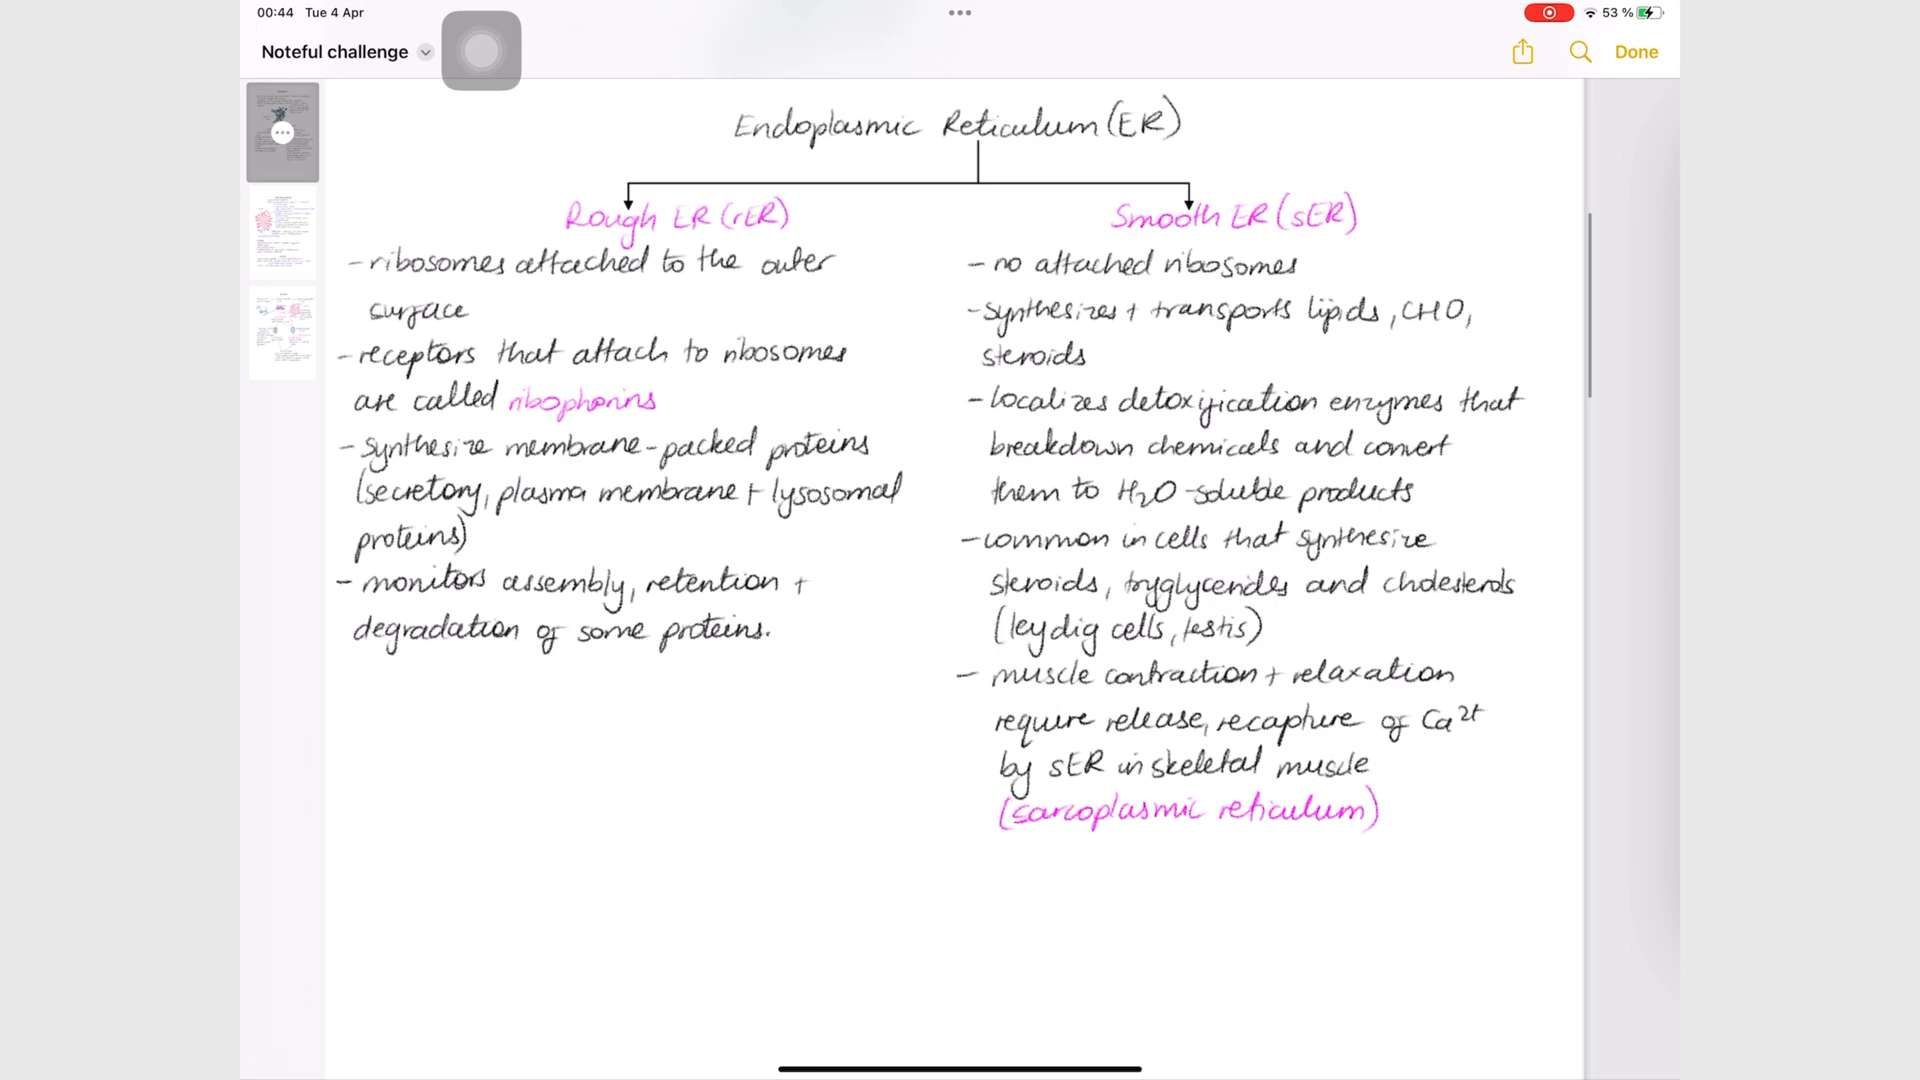 00:44 Tue 4 Apr
53 %
Noteful challenge
Done
Endoplasmic Reticulum (ER)
Rough ER (rER)
- ribosomes attached to the outer
surface
- receptors that attach to ribosomes
are called ribophorins
- synthesize membrane-packed proteins
(secretory, plasma membrane + lysosomal
proteins)
- monitors assembly, retention +
degradation of some proteins.
Smooth ER (sER)
- no attached ribosomes
- synthesizes + transports lipids, CHO,
steroids
- localizes detoxification enzymes that
breakdown chemicals and convert
them to H2O-soluble products
- common in cells that synthesize
steroids, tryglycerides and cholesterols
(leydig cells, testis)
- muscle contraction + relaxation
require release, recapture of Ca2+
by sER in skeletal muscle
(sarcoplasmic reticulum)